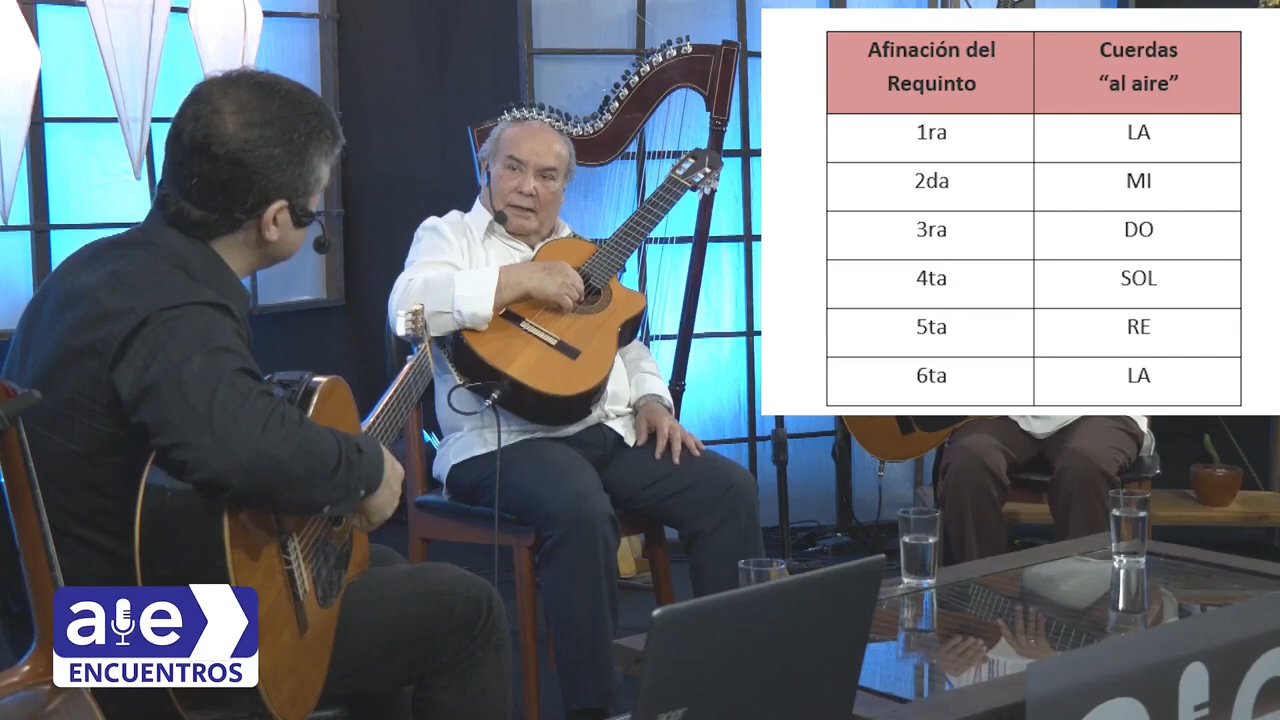 Afinación del Cuerdas
Requinto “al aire”
1ra LA
2da MI
3ra DO
4ta SOL
5ta RE
6ta LA
aie
ENCUENTROS
acer